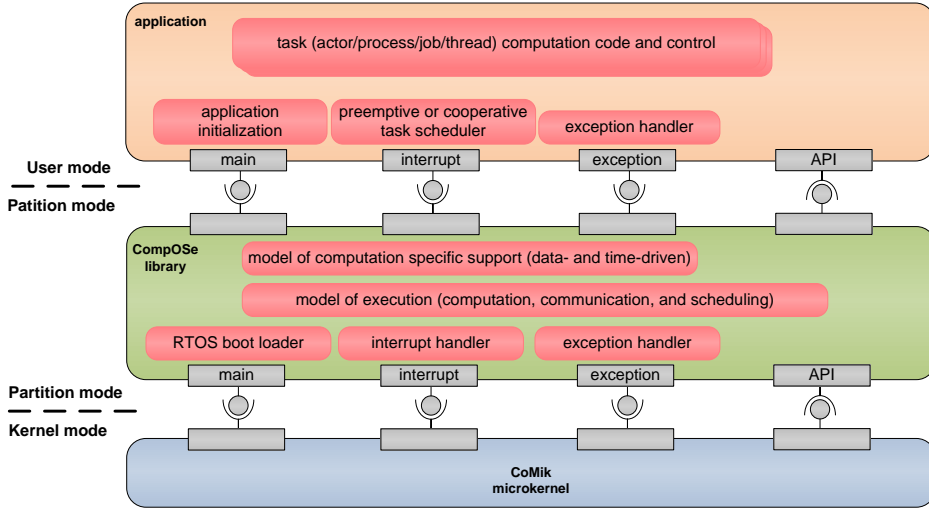 application
task (actor/process/job/thread) computation code and control
application
initialization
preemptive or cooperative
task scheduler
exception handler
main
interrupt
exception
API
User mode
Patition mode
CompOSe
library
model of computation specific support (data- and time-driven)
model of execution (computation, communication, and scheduling)
RTOS boot loader
interrupt handler
exception handler
main
interrupt
exception
API
Partition mode
Kernel mode
CoMik
microkernel